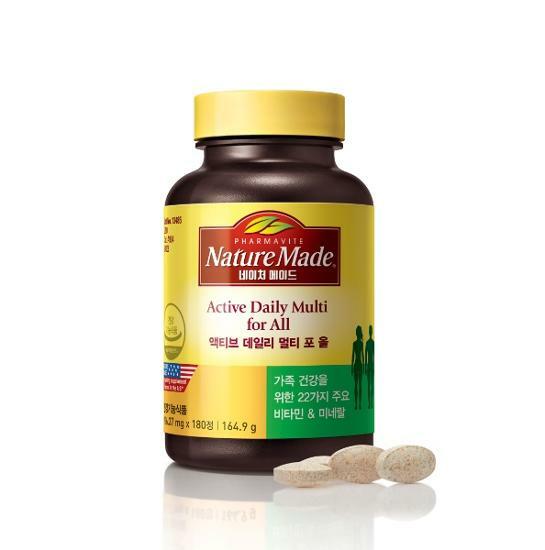 PHARMAVITE
Nature Made®
네이처 메이드
Active Daily Multi
for All
액티브 데일리 멀티 포 올
가족 건강을
위한 22가지 주요
비타민 & 미네랄
mg x 180정 | 164.9 g